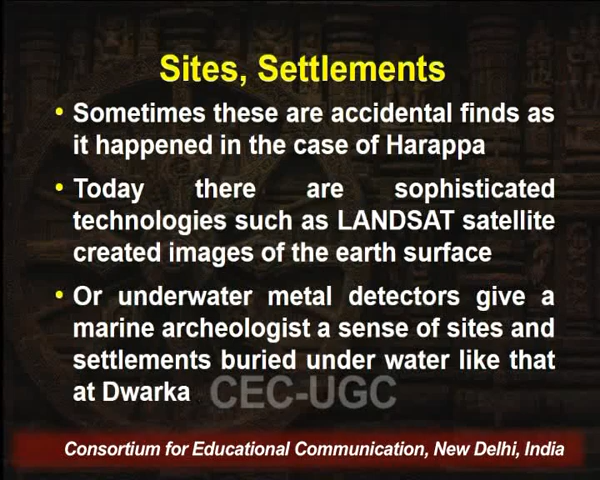 Sites, Settlements
• Sometimes these are accidental finds as
it happened in the case of Harappa
• Today there are sophisticated
technologies such as LANDSAT satellite
created images of the earth surface
• Or underwater metal detectors give a
marine archeologist a sense of sites and
settlements buried under water like that
at Dwarka
CEC-UGC
Consortium for Educational Communication, New Delhi, India